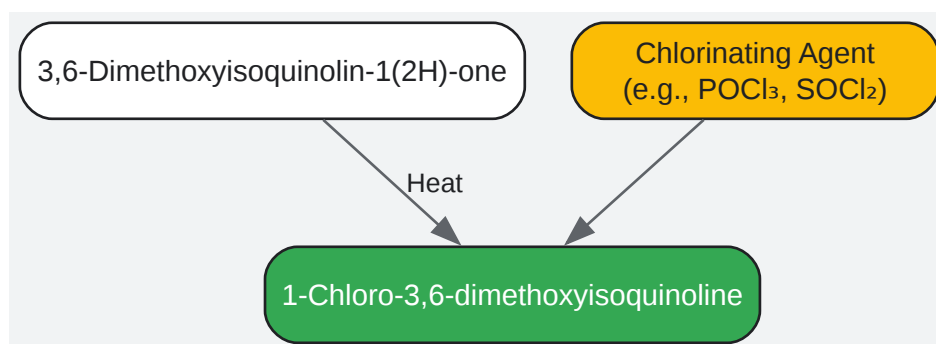 3,6-Dimethoxyisoquinolin-1(2H)-one
Chlorinating Agent
(e.g., POCl₃, SOCl₂)
Heat
1-Chloro-3,6-dimethoxyisoquinoline